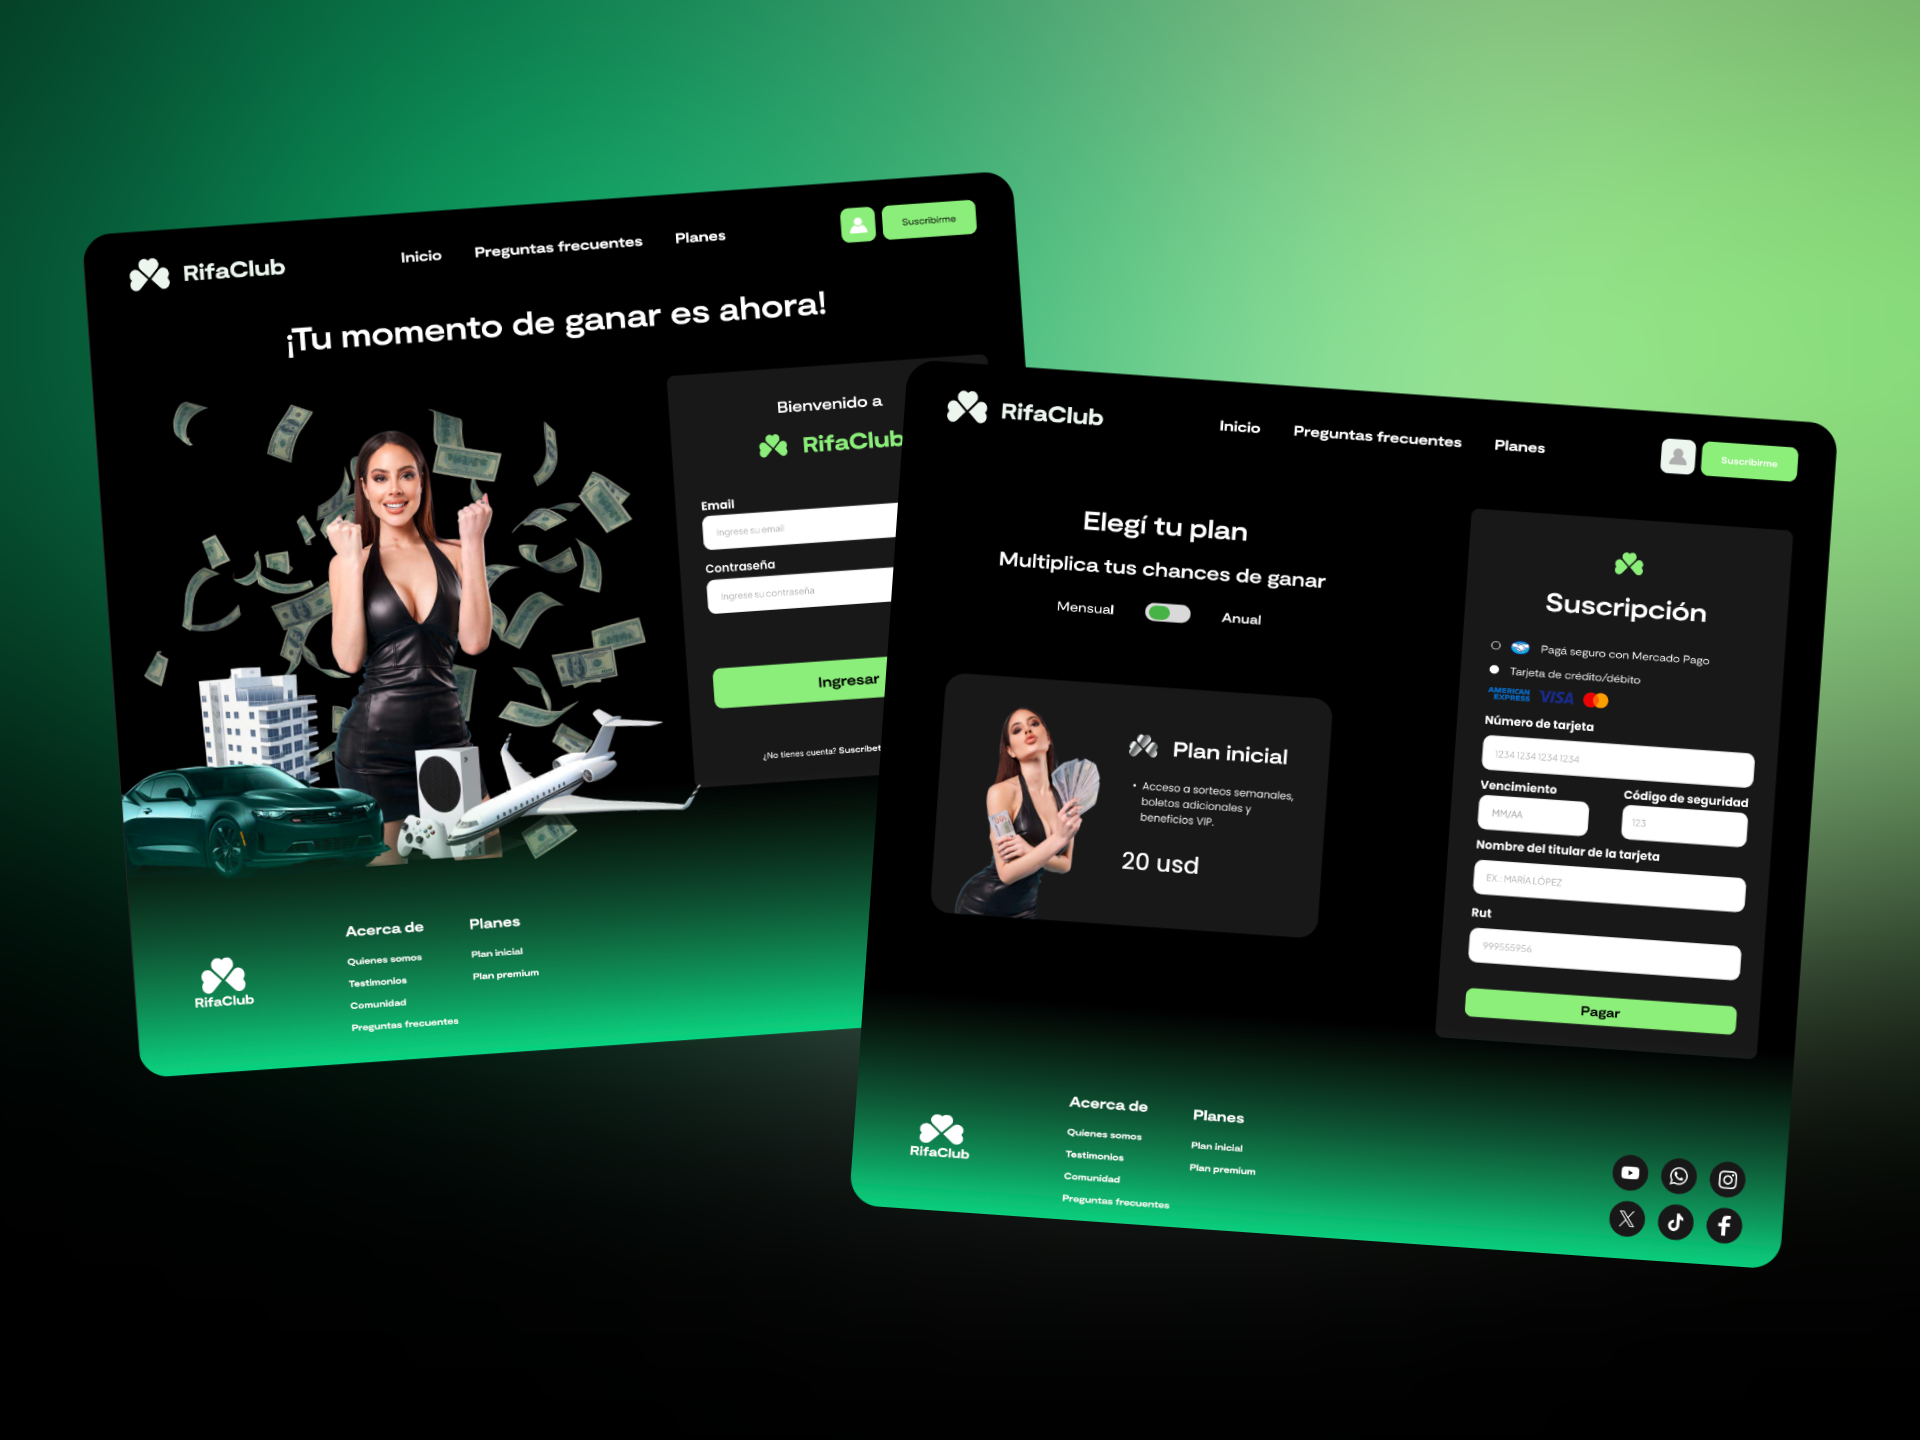 RifaClub
Inicio
Preguntas frecuentes
Planes
Suscribirme
¡Tu momento de ganar es ahora!
Bienvenido a
RifaClub
Email
Ingrese su email
Contraseña
Ingrese su contraseña
Ingresar
¿No tienes cuenta? Suscribet
Acerca de
Quienes somos
Testimonios
Comunidad
Preguntas frecuentes
Planes
Plan inicial
Plan premium
RifaClub
RifaClub
Inicio
Preguntas frecuentes
Planes
Suscribirme
Elegí tu plan
Multiplica tus chances de ganar
Mensual
Anual
Plan inicial
• Acceso a sorteos semanales,
boletos adicionales y
beneficios VIP.
20 usd
Suscripción
Pagá seguro con Mercado Pago
Tarjeta de crédito/débito
AMERICAN
EXPRESS
VISA
Número de tarjeta
1234 1234 1234 1234
Vencimiento
MM/AA
Código de seguridad
123
Nombre del titular de la tarjeta
EX.: MARÍA LÓPEZ
Rut
999555956
Pagar
RifaClub
Acerca de
Quienes somos
Testimonios
Comunidad
Preguntas frecuentes
Planes
Plan inicial
Plan premium